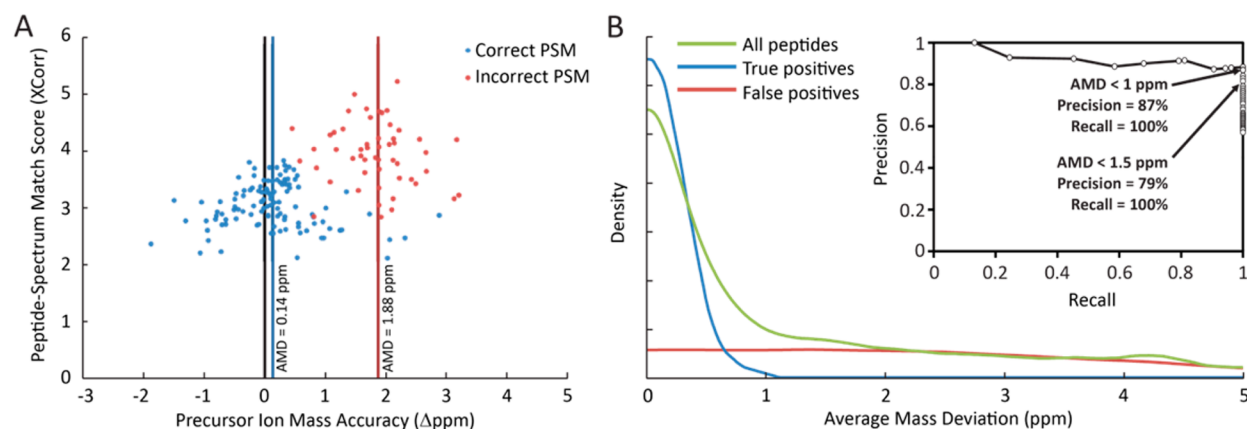 A
Peptide-Spectrum Match Score (XCorr)
6
5
4
3
2
1
0
-3
-2
-1
0
1
2
3
4
5
Precursor Ion Mass Accuracy (Δppm)
Correct PSM
Incorrect PSM
AMD = 0.14 ppm
AMD = 1.88 ppm
B
Density
All peptides
True positives
False positives
0
1
2
3
4
5
Average Mass Deviation (ppm)
Precision
1
0.8
0.6
0.4
0.2
0
0
0.2
0.4
0.6
0.8
1
Recall
AMD < 1 ppm
Precision = 87%
Recall = 100%
AMD < 1.5 ppm
Precision = 79%
Recall = 100%